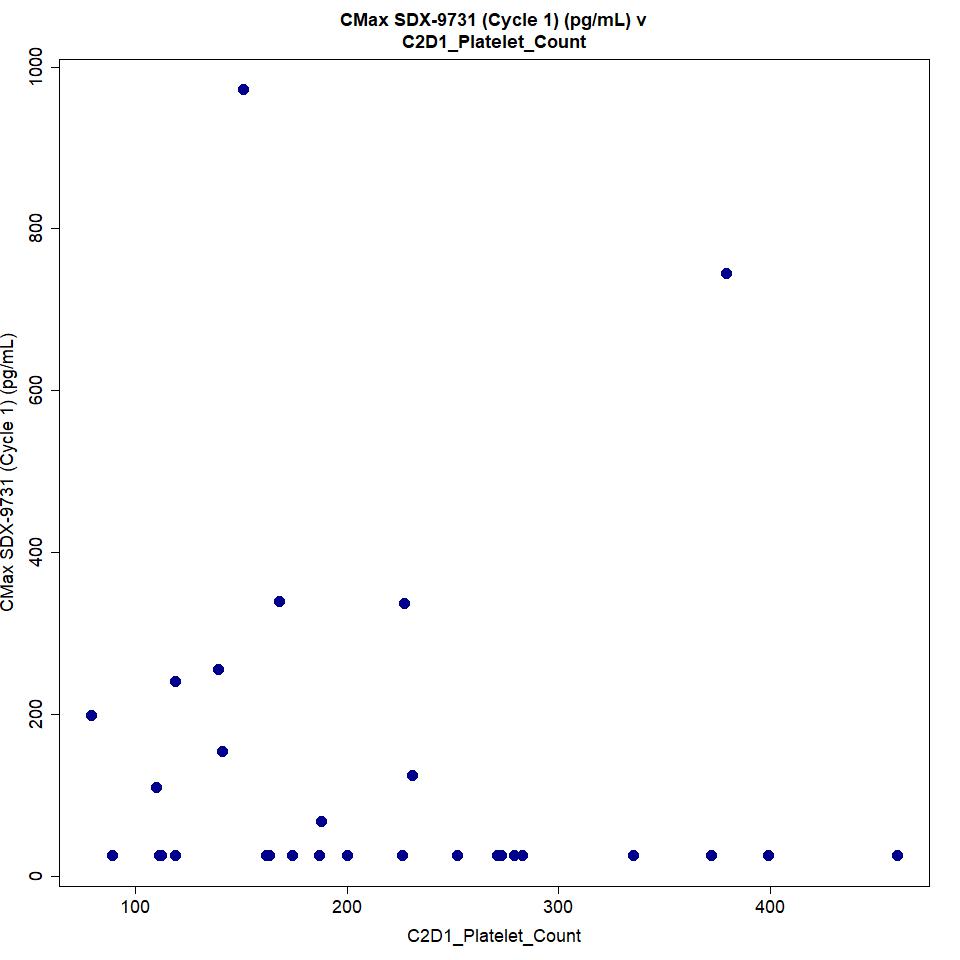 CMax SDX-9731 (Cycle 1) (pg/mL) v
C2D1_Platelet_Count
CMax SDX-9731 (Cycle 1) (pg/mL)
1000
800
600
400
200
0
100
200
300
400
C2D1_Platelet_Count